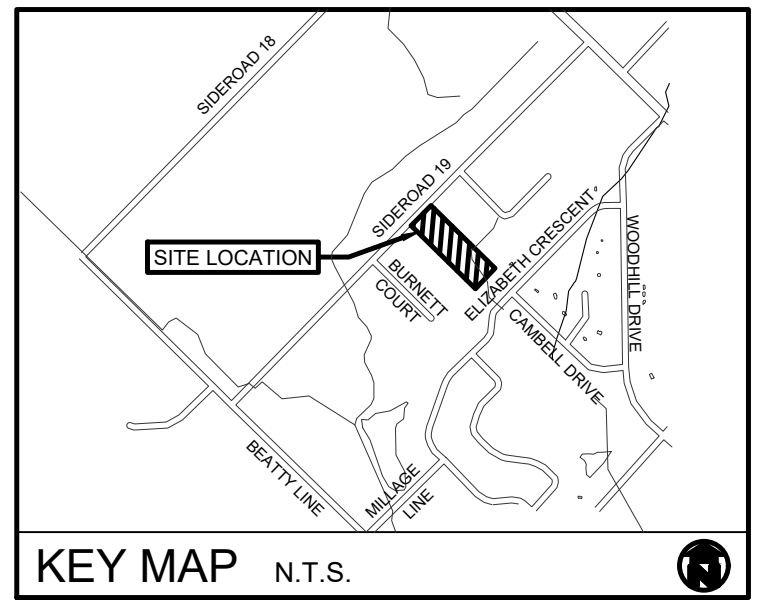 SIDEROAD 18
SIDEROAD 19
SITE LOCATION
BURNETT
COURT
ELIZABETH CRESCENT
WOODHILL DRIVE
CAMBELL DRIVE
BEATTY LINE
MILLAGE
LINE
KEY MAP N.T.S.
N